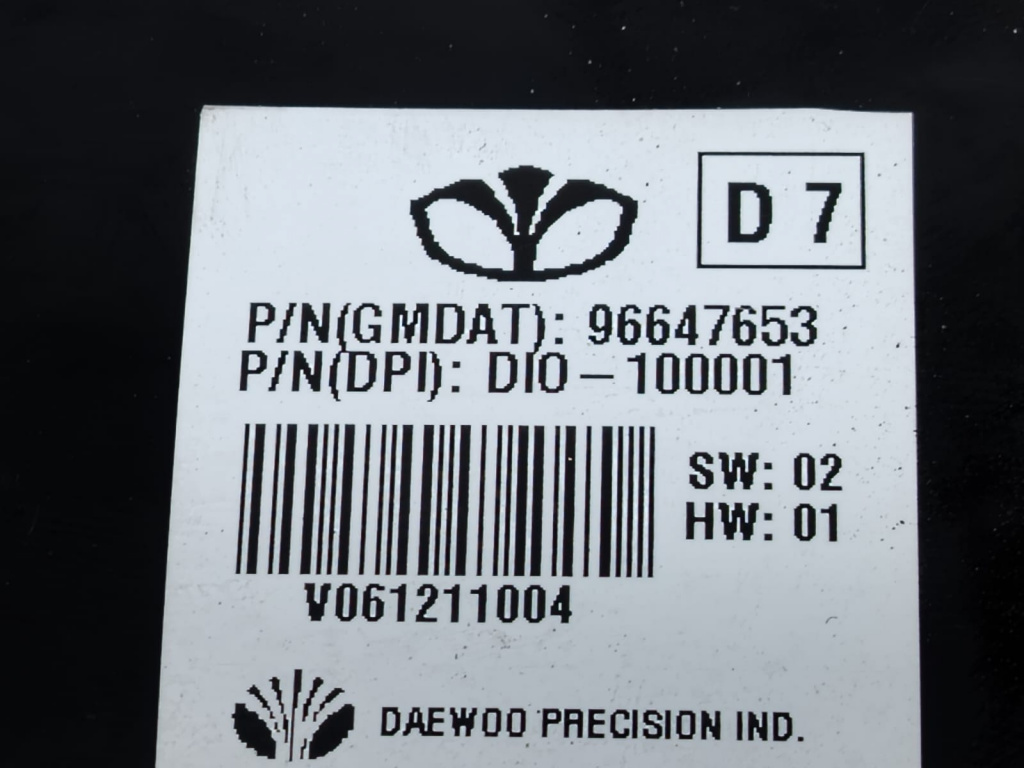 D 7
P/N(GMDAT): 96647653
P/N(DPI): DIO-100001
SW: 02
HW: 01
V061211004
DAEWOO PRECISION IND.